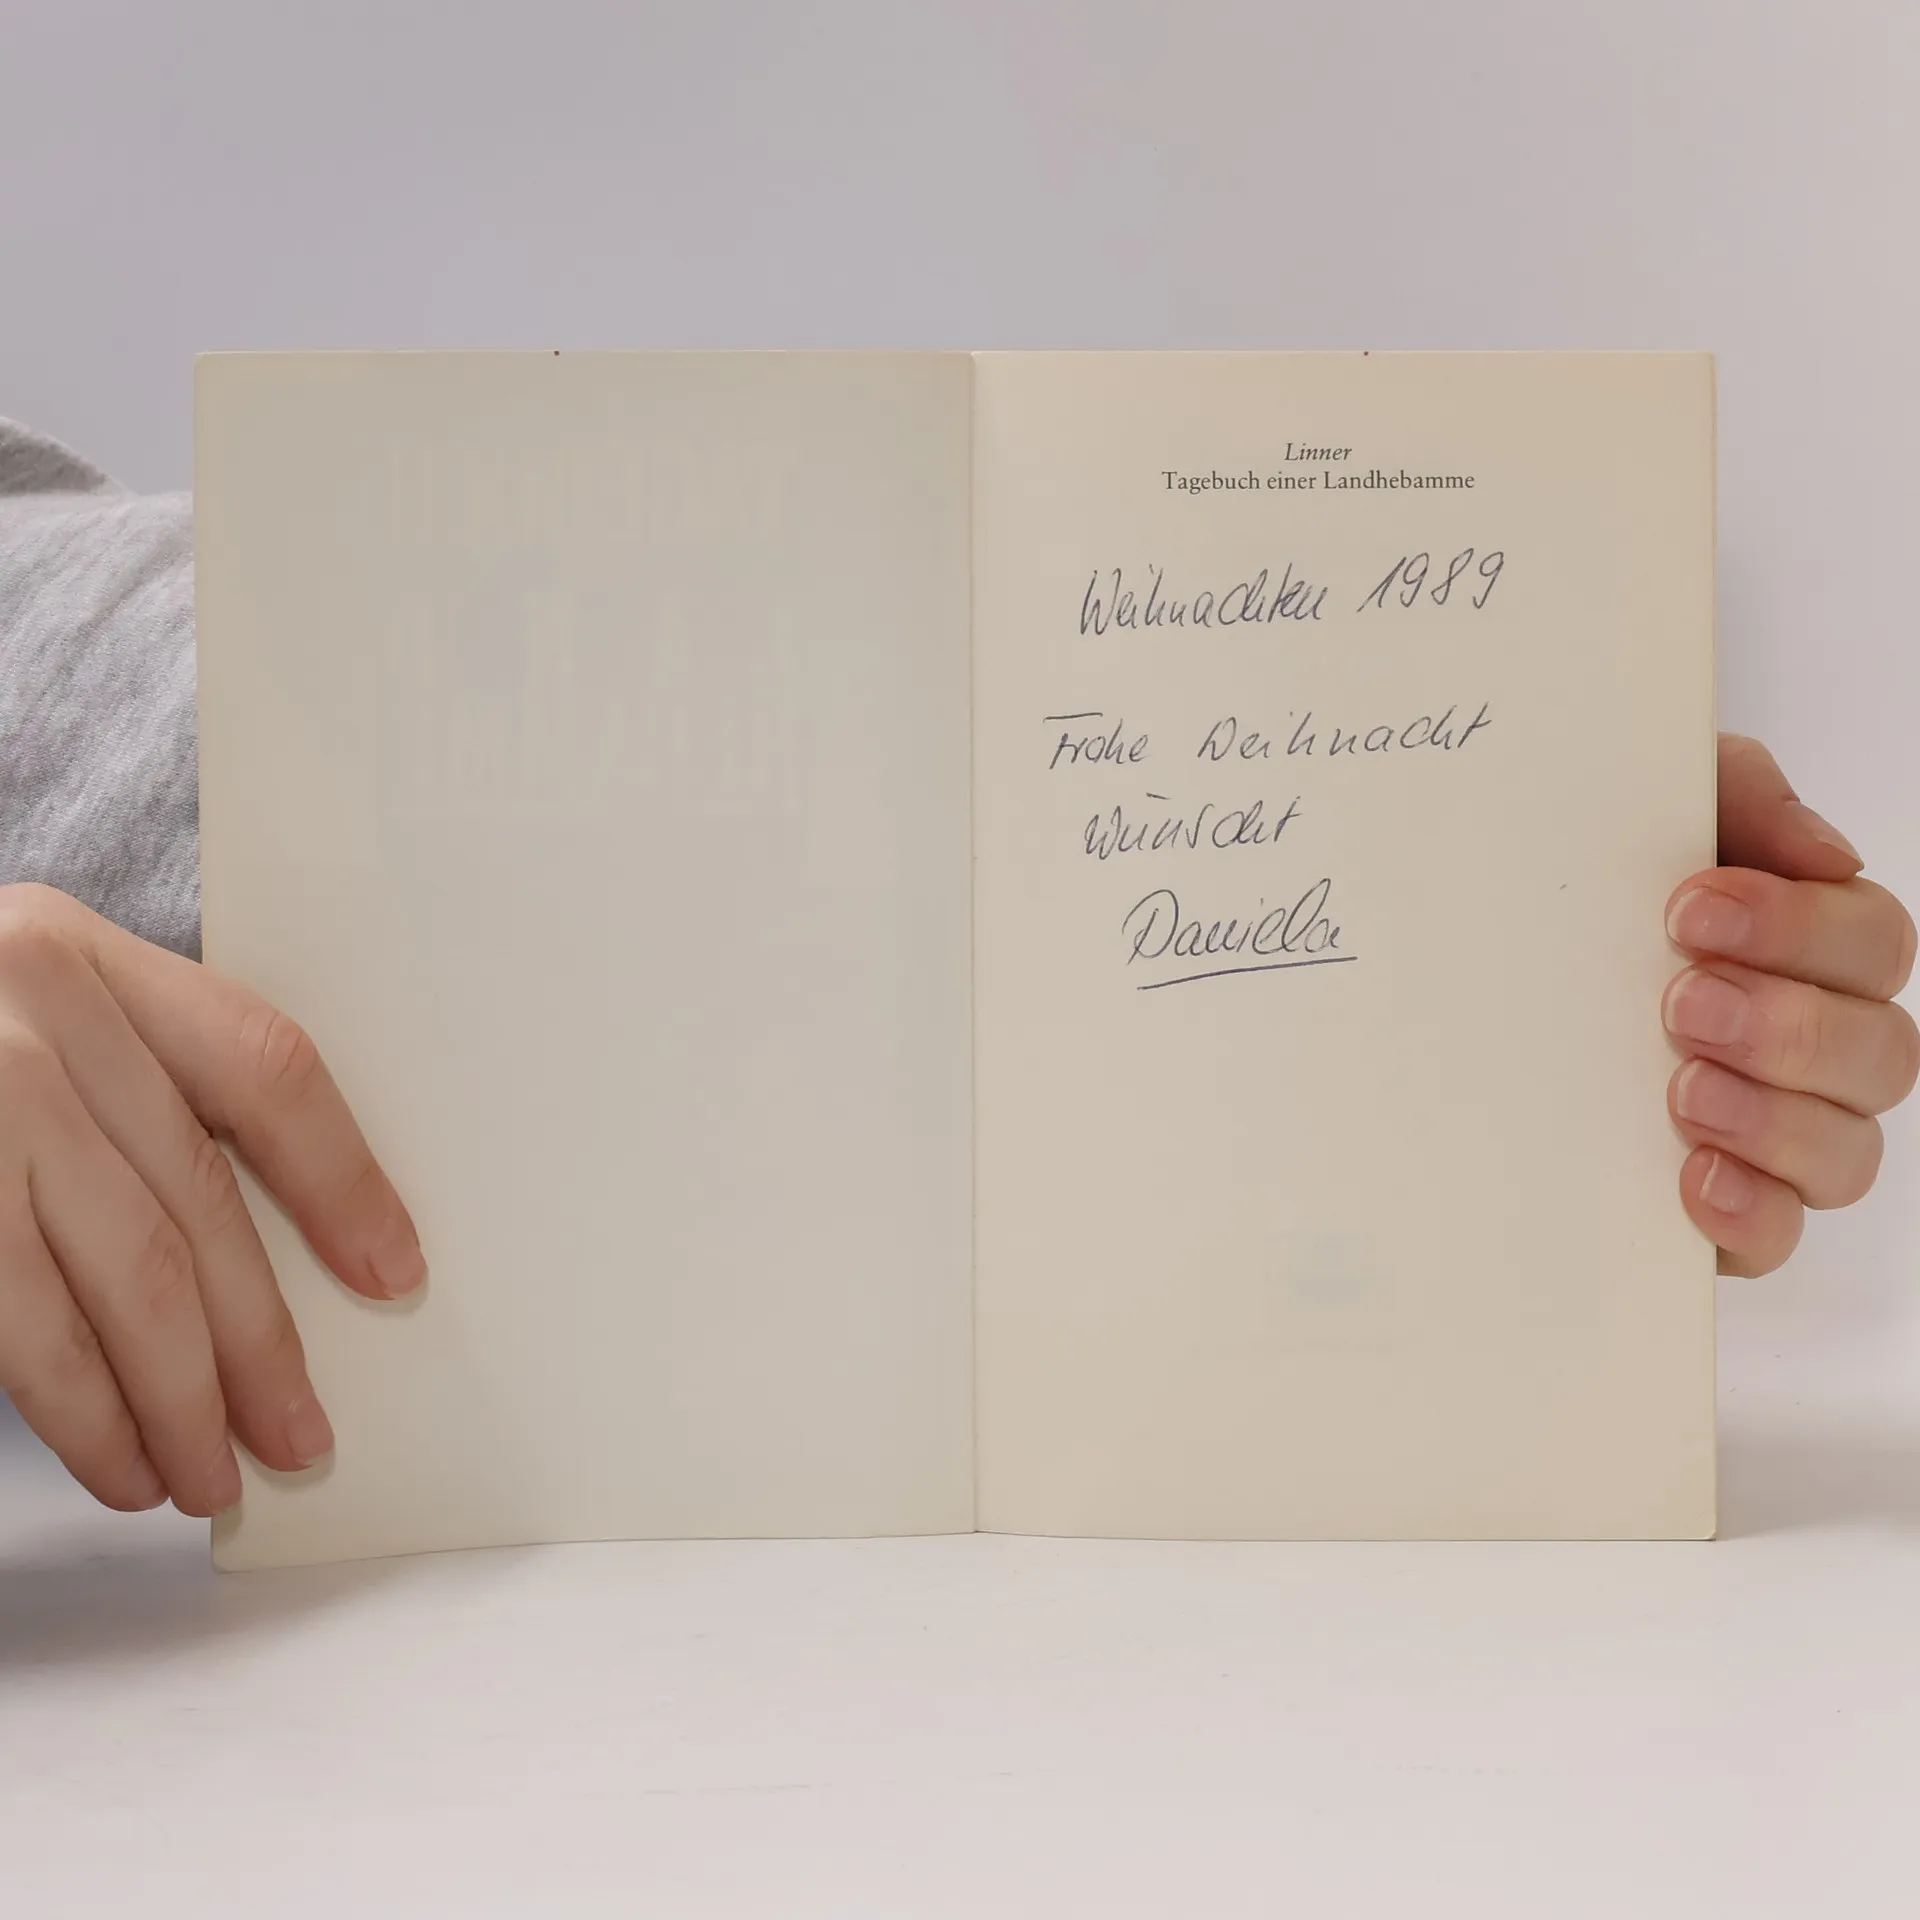 Linner
Tagebuch einer Landhebamme
Weihnachten 1989
Frohe Weihnacht
wünscht
Daniela